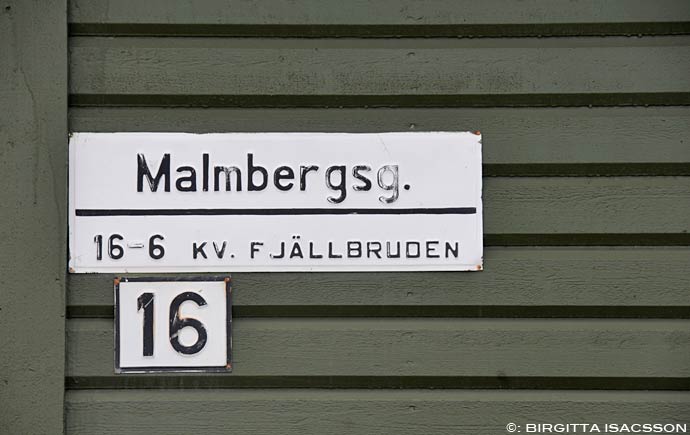 Malmbergsg.
16-6 KV. FJÄLLBRUDEN
16
©: BIRGITTA ISACSSON